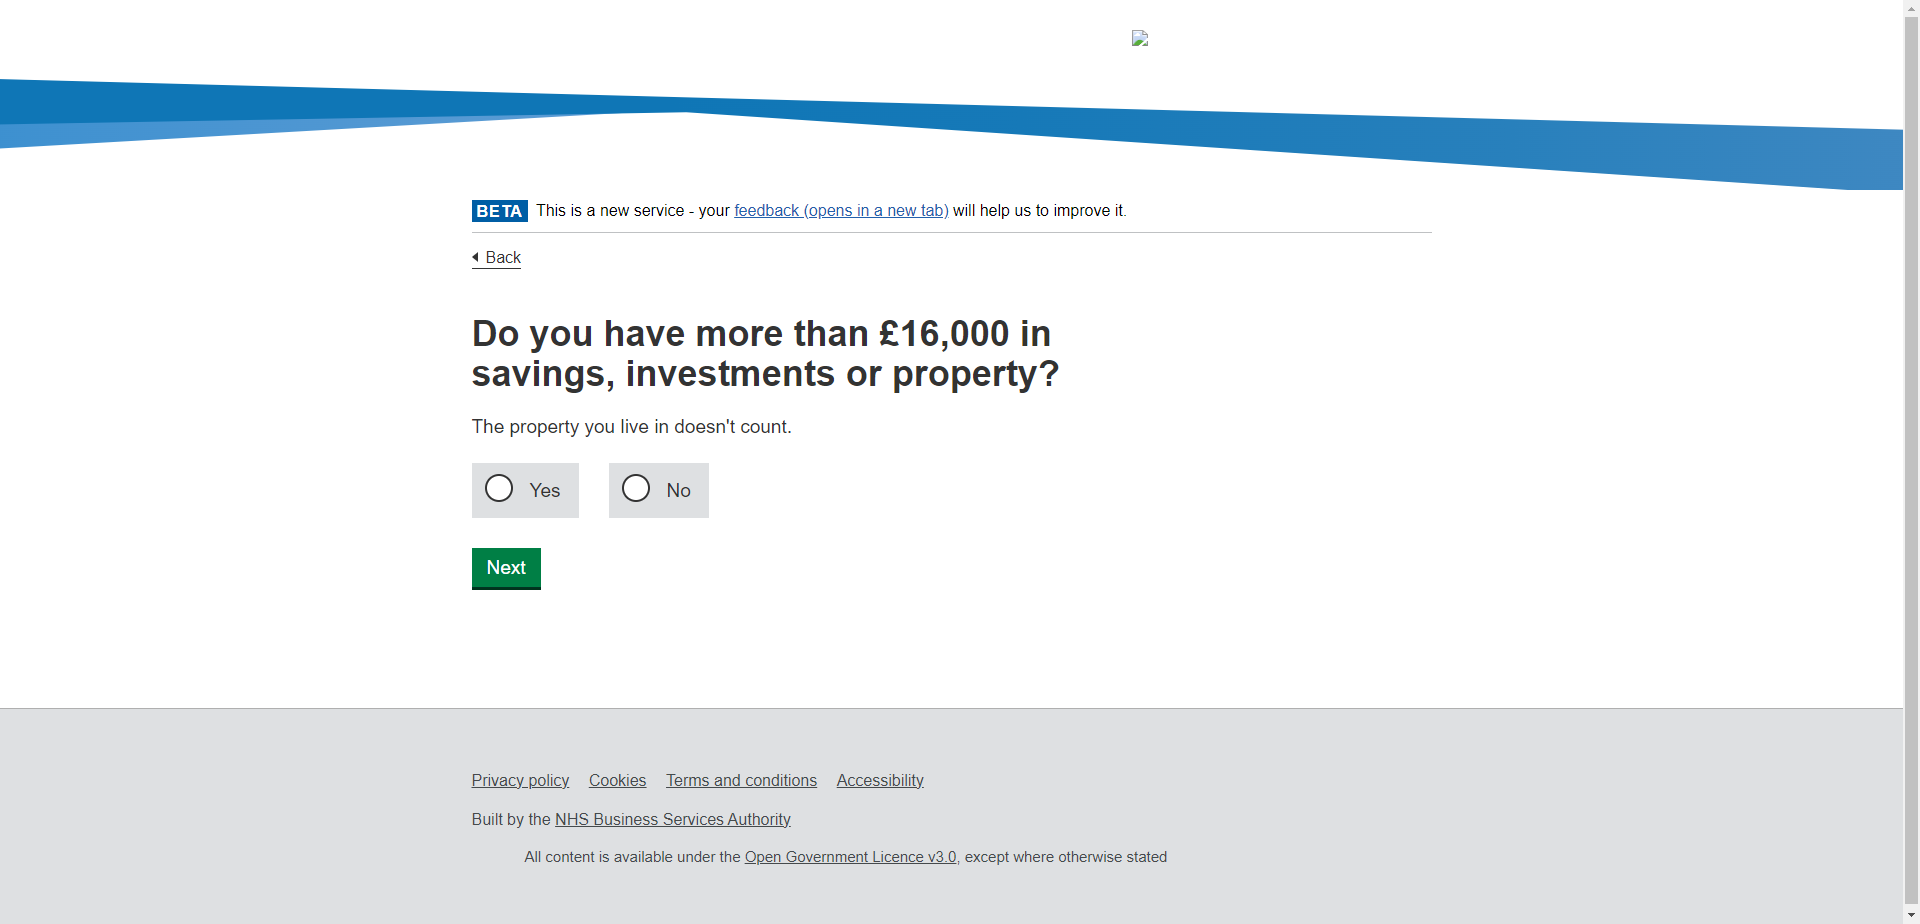 BETA This is a new service - your feedback (opens in a new tab) will help us to improve it.
Back
Do you have more than £16,000 in
savings, investments or property?
The property you live in doesn't count.
Yes No
Next
Privacy policy Cookies Terms and conditions Accessibility
Built by the NHS Business Services Authority
All content is available under the Open Government Licence v3.0, except where otherwise stated